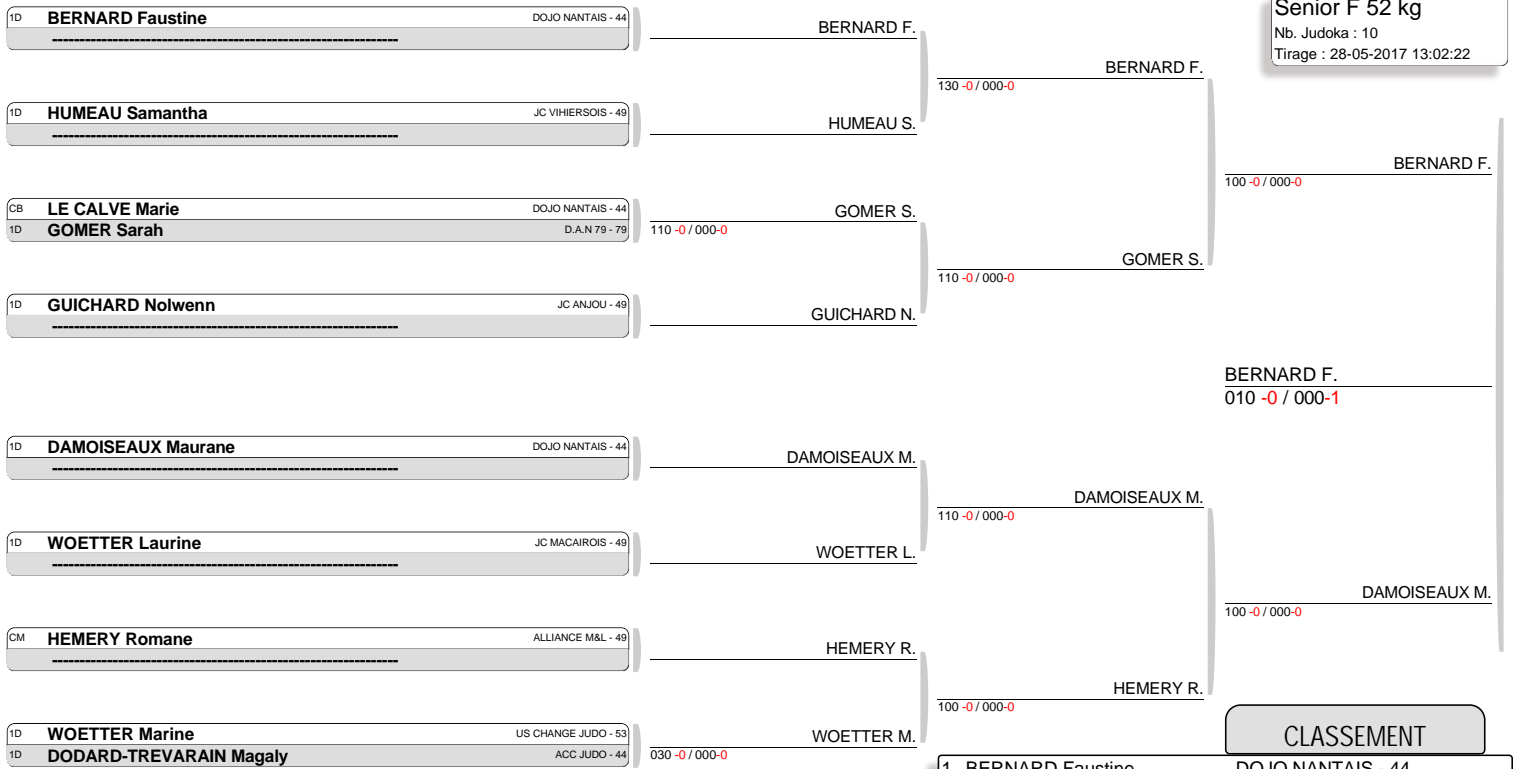 Senior F 52 kg
Nb. Judoka : 10
Tirage : 28-05-2017 13:02:22
1D BERNARD Faustine DOJO NANTAIS - 44
------------------------------------------------------------------
1D HUMEAU Samantha JC VIHIERSOIS - 49
------------------------------------------------------------------
CB LE CALVE Marie DOJO NANTAIS - 44
1D GOMER Sarah D.A.N 79 - 79
1D GUICHARD Nolwenn JC ANJOU - 49
------------------------------------------------------------------
1D DAMOISEAUX Maurane DOJO NANTAIS - 44
------------------------------------------------------------------
1D WOETTER Laurine JC MACAIROIS - 49
------------------------------------------------------------------
CM HEMERY Romane ALLIANCE M&L - 49
------------------------------------------------------------------
1D WOETTER Marine US CHANGE JUDO - 53
1D DODARD-TREVARAIN Magaly ACC JUDO - 44
BERNARD F.
HUMEAU S.
GOMER S.
110 -0 / 000-0
GUICHARD N.
DAMOISEAUX M.
WOETTER L.
HEMERY R.
WOETTER M.
030 -0 / 000-0
BERNARD F.
130 -0 / 000-0
GOMER S.
110 -0 / 000-0
DAMOISEAUX M.
110 -0 / 000-0
HEMERY R.
100 -0 / 000-0
BERNARD F.
100 -0 / 000-0
BERNARD F.
010 -0 / 000-1
DAMOISEAUX M.
100 -0 / 000-0
CLASSEMENT
1 BERNARD Faustine DOJO NANTAIS - 44